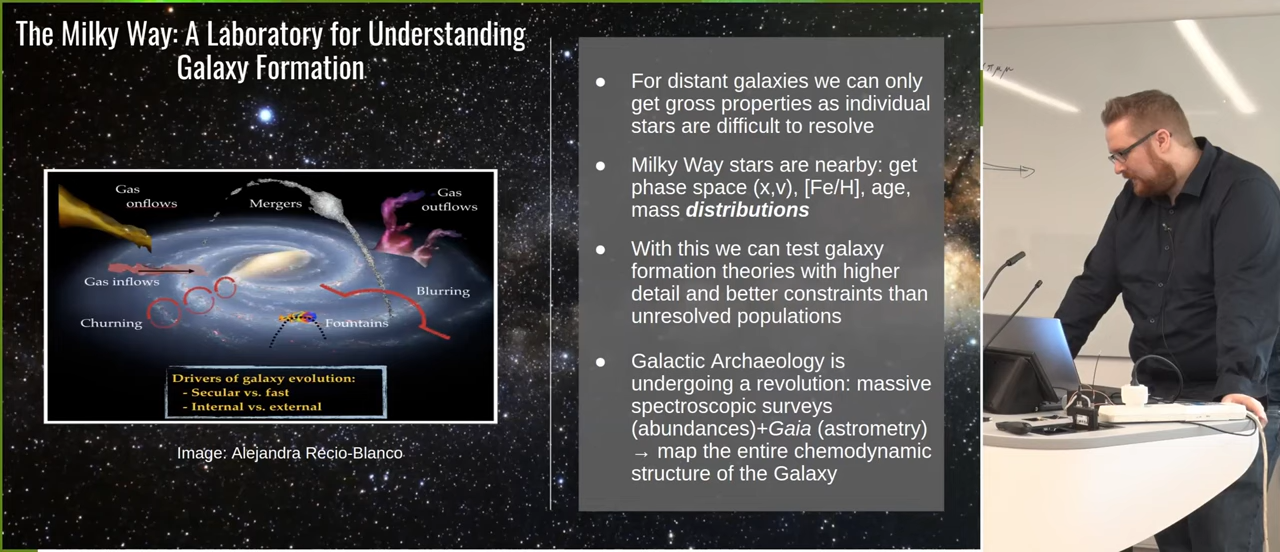 The Milky Way: A Laboratory for Understanding
Galaxy Formation
Gas
onflows
Mergers
Gas
outflows
Gas inflows
Blurring
Churning
Fountains
Drivers of galaxy evolution:
- Secular vs. fast
- Internal vs. external
Image: Alejandra Recio-Blanco
● For distant galaxies we can only
get gross properties as individual
stars are difficult to resolve
● Milky Way stars are nearby: get
phase space (x,v), [Fe/H], age,
mass distributions
● With this we can test galaxy
formation theories with higher
detail and better constraints than
unresolved populations
● Galactic Archaeology is
undergoing a revolution: massive
spectroscopic surveys
(abundances)+Gaia (astrometry)
→ map the entire chemodynamic
structure of the Galaxy